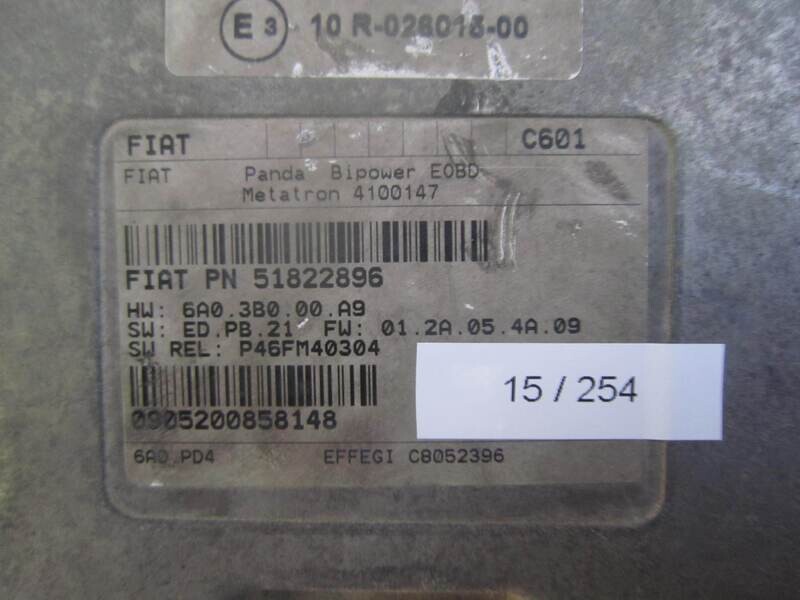 E 3 10 R-026015-00
FIAT C601
FIAT Panda Bipower EOBD
Metatron 4100147
FIAT PN 51822896
HW: 6A0.3B0.00.A9
SW: ED.PB.21 FW: 01.2A.05.4A.09
SW REL: P46FM40304
15 / 254
0905200858148
6A0.PD4 EFFEGI C8052396